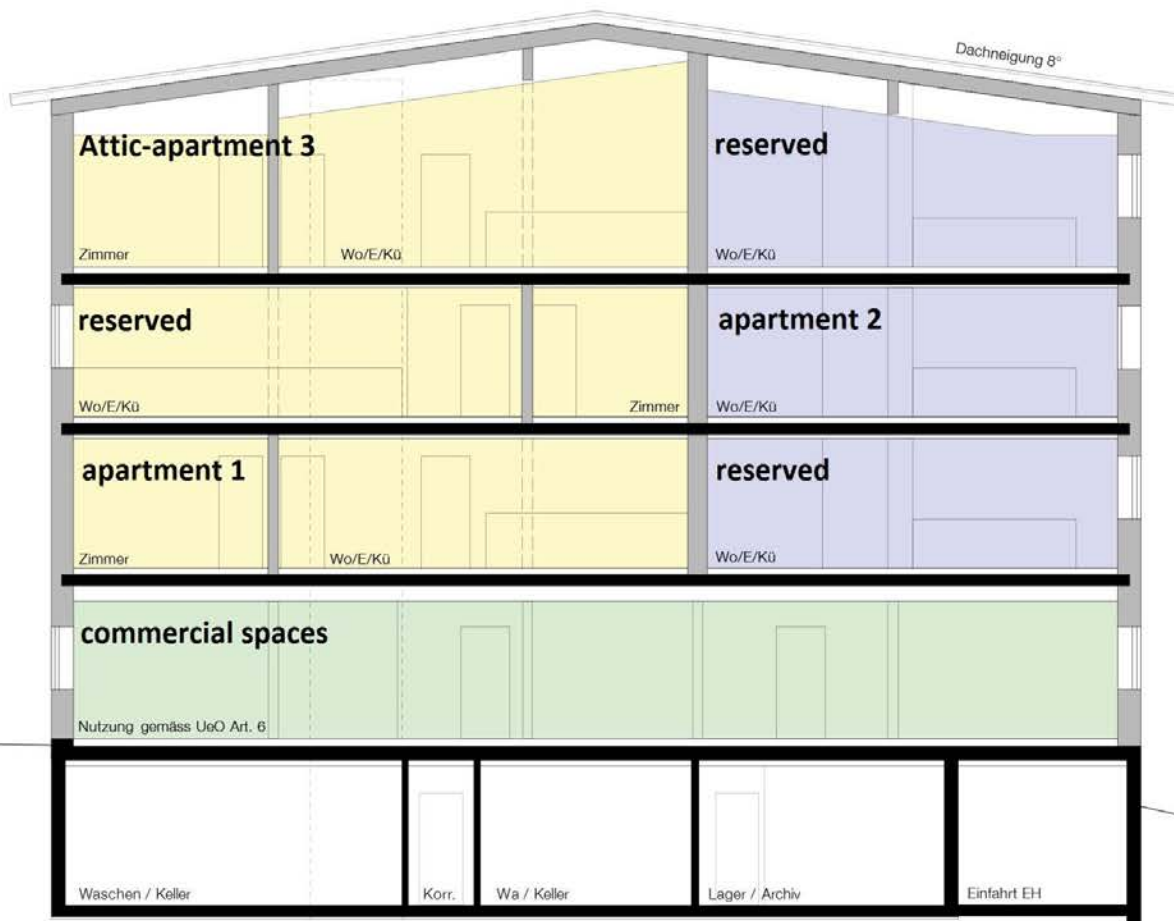 Dachneigung 8°
Attic-apartment 3
reserved
Zimmer
Wo/E/Kü
Wo/E/Kü
reserved
apartment 2
Wo/E/Kü
Zimmer
Wo/E/Kü
apartment 1
reserved
Zimmer
Wo/E/Kü
Wo/E/Kü
commercial spaces
Nutzung gemäss UeO Art. 6
Waschen / Keller
Korr.
Wa / Keller
Lager / Archiv
Einfahrt EH